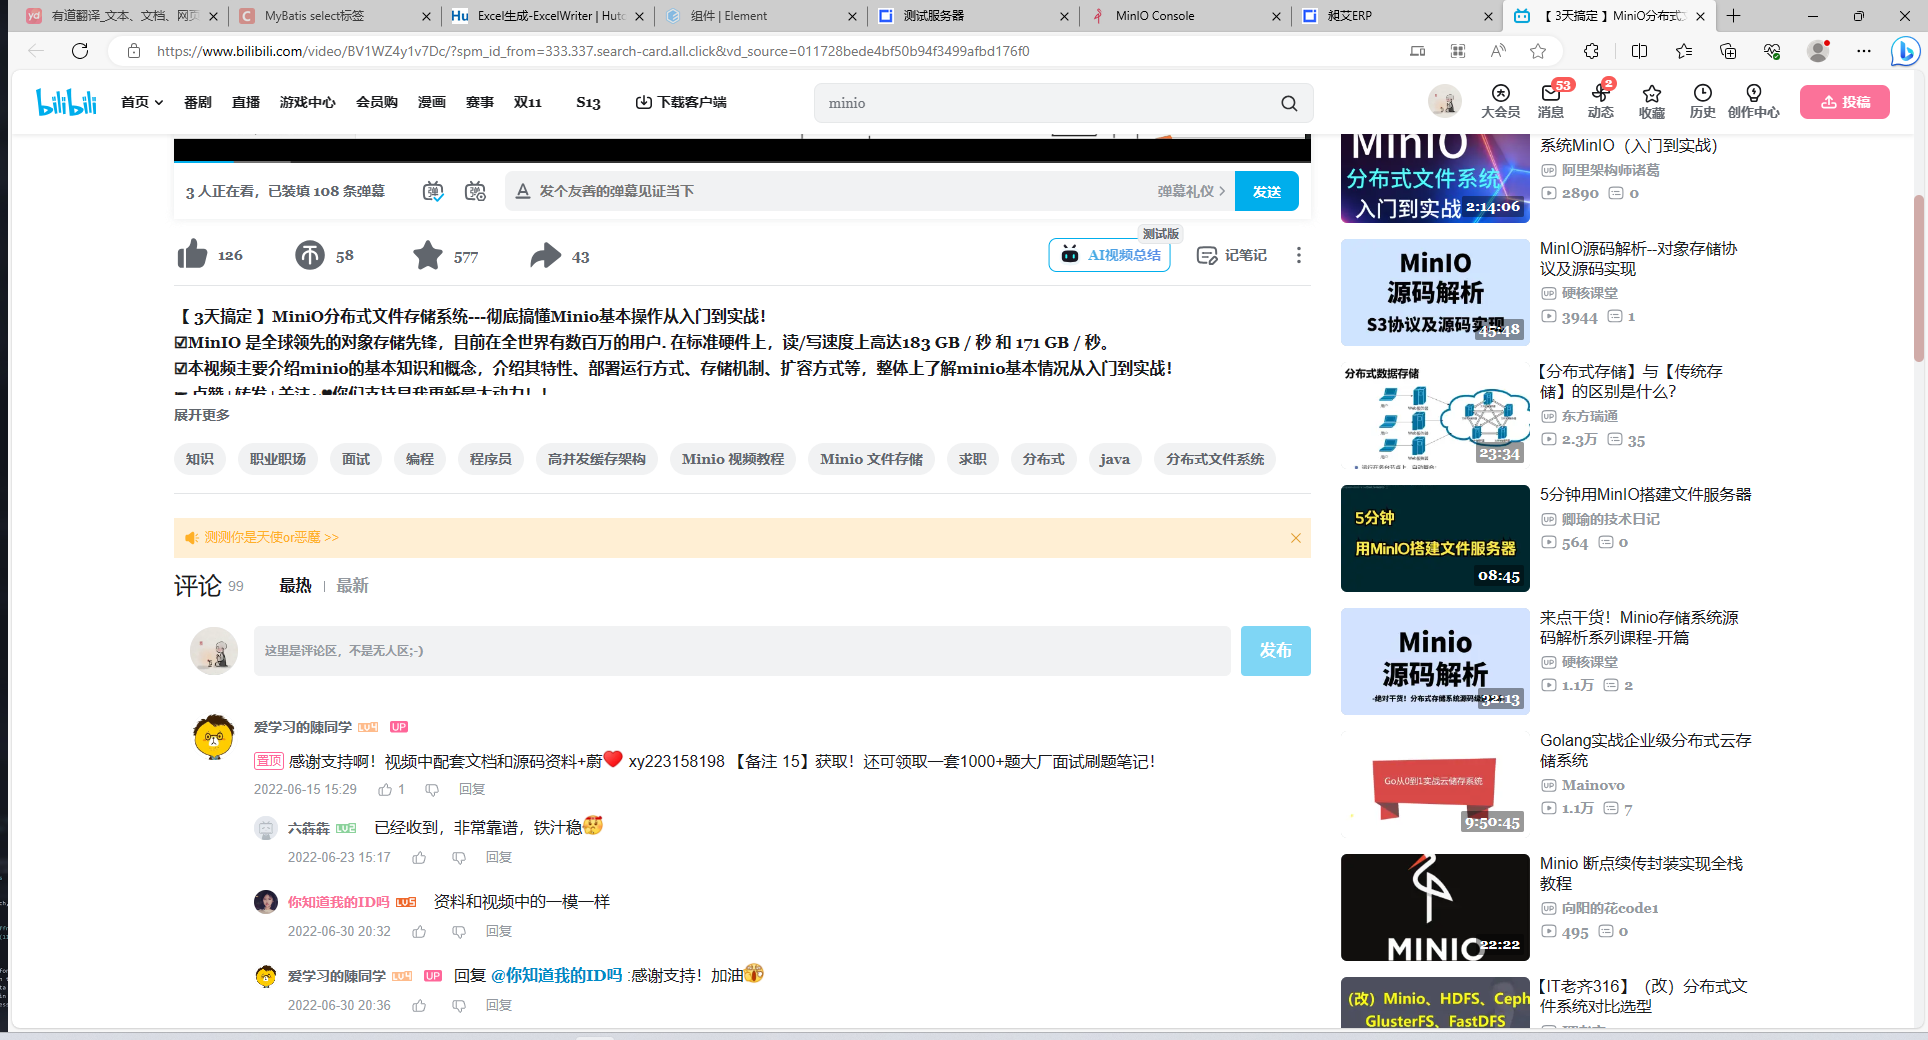 有道翻译_文本、文档、网页
MyBatis select标签
Excel生成-ExcelWriter | Hutc
组件 | Element
测试服务器
MinIO Console
昶艾ERP
【 3天搞定 】MiniO分布式文
https://www.bilibili.com/video/BV1WZ4y1v7Dc/?spm_id_from=333.337.search-card.all.click&vd_source=011728bede4bf50b94f3499afbd176f0
bilibili
首页 番剧 直播 游戏中心 会员购 漫画 赛事 双11 S13 下载客户端
minio
大会员
53
消息
2
动态
收藏
历史
创作中心
投稿
3 人正在看，已装填 108 条弹幕
发个友善的弹幕见证当下
弹幕礼仪 >
发送
126 58 577 43
测试版
AI视频总结
记笔记
【 3天搞定 】MiniO分布式文件存储系统---彻底搞懂Minio基本操作从入门到实战！
☑MinIO 是全球领先的对象存储先锋，目前在全世界有数百万的用户. 在标准硬件上，读/写速度上高达183 GB / 秒 和 171 GB / 秒。
☑本视频主要介绍minio的基本知识和概念，介绍其特性、部署运行方式、存储机制、扩容方式等，整体上了解minio基本情况从入门到实战！
点赞+转发+关注~♥你们支持是我更新最大动力！！
展开更多
知识 职业职场 面试 编程 程序员 高并发缓存架构 Minio 视频教程 Minio 文件存储 求职 分布式 java 分布式文件系统
测测你是天使or恶魔 >>
评论 99 最热 | 最新
这里是评论区，不是无人区;-)
发布
爱学习的陳同学 LV4 UP
置顶 感谢支持啊！视频中配套文档和源码资料+蔚❤ xy223158198 【备注 15】获取！还可领取一套1000+题大厂面试刷题笔记！
2022-06-15 15:29 1 回复
六犇犇 LV2 已经收到，非常靠谱，铁汁稳
2022-06-23 15:17 回复
你知道我的ID吗 LV5 资料和视频中的一模一样
2022-06-30 20:32 回复
爱学习的陳同学 LV4 UP 回复 @你知道我的ID吗 :感谢支持！加油
2022-06-30 20:36 回复
MinIO
分布式文件系统
入门到实战
2:14:06
系统MinIO（入门到实战）
阿里架构师诸葛
2890 0
MinIO
源码解析
S3协议及源码实现
45:48
MinIO源码解析--对象存储协
议及源码实现
硬核课堂
3944 1
分布式数据存储
23:34
【分布式存储】与【传统存
储】的区别是什么？
东方瑞通
2.3万 35
5分钟
用MinIO搭建文件服务器
08:45
5分钟用MinIO搭建文件服务器
卿瑜的技术日记
564 0
Minio
源码解析
32:13
来点干货！Minio存储系统源
码解析系列课程-开篇
硬核课堂
1.1万 2
Go从0到1实战云储存系统
9:50:45
Golang实战企业级分布式云存
储系统
Mainovo
1.1万 7
MINIO
22:22
Minio 断点续传封装实现全栈
教程
向阳的花code1
495 0
（改）Minio、HDFS、Ceph
GlusterFS、FastDFS
【IT老齐316】（改）分布式文
件系统对比选型